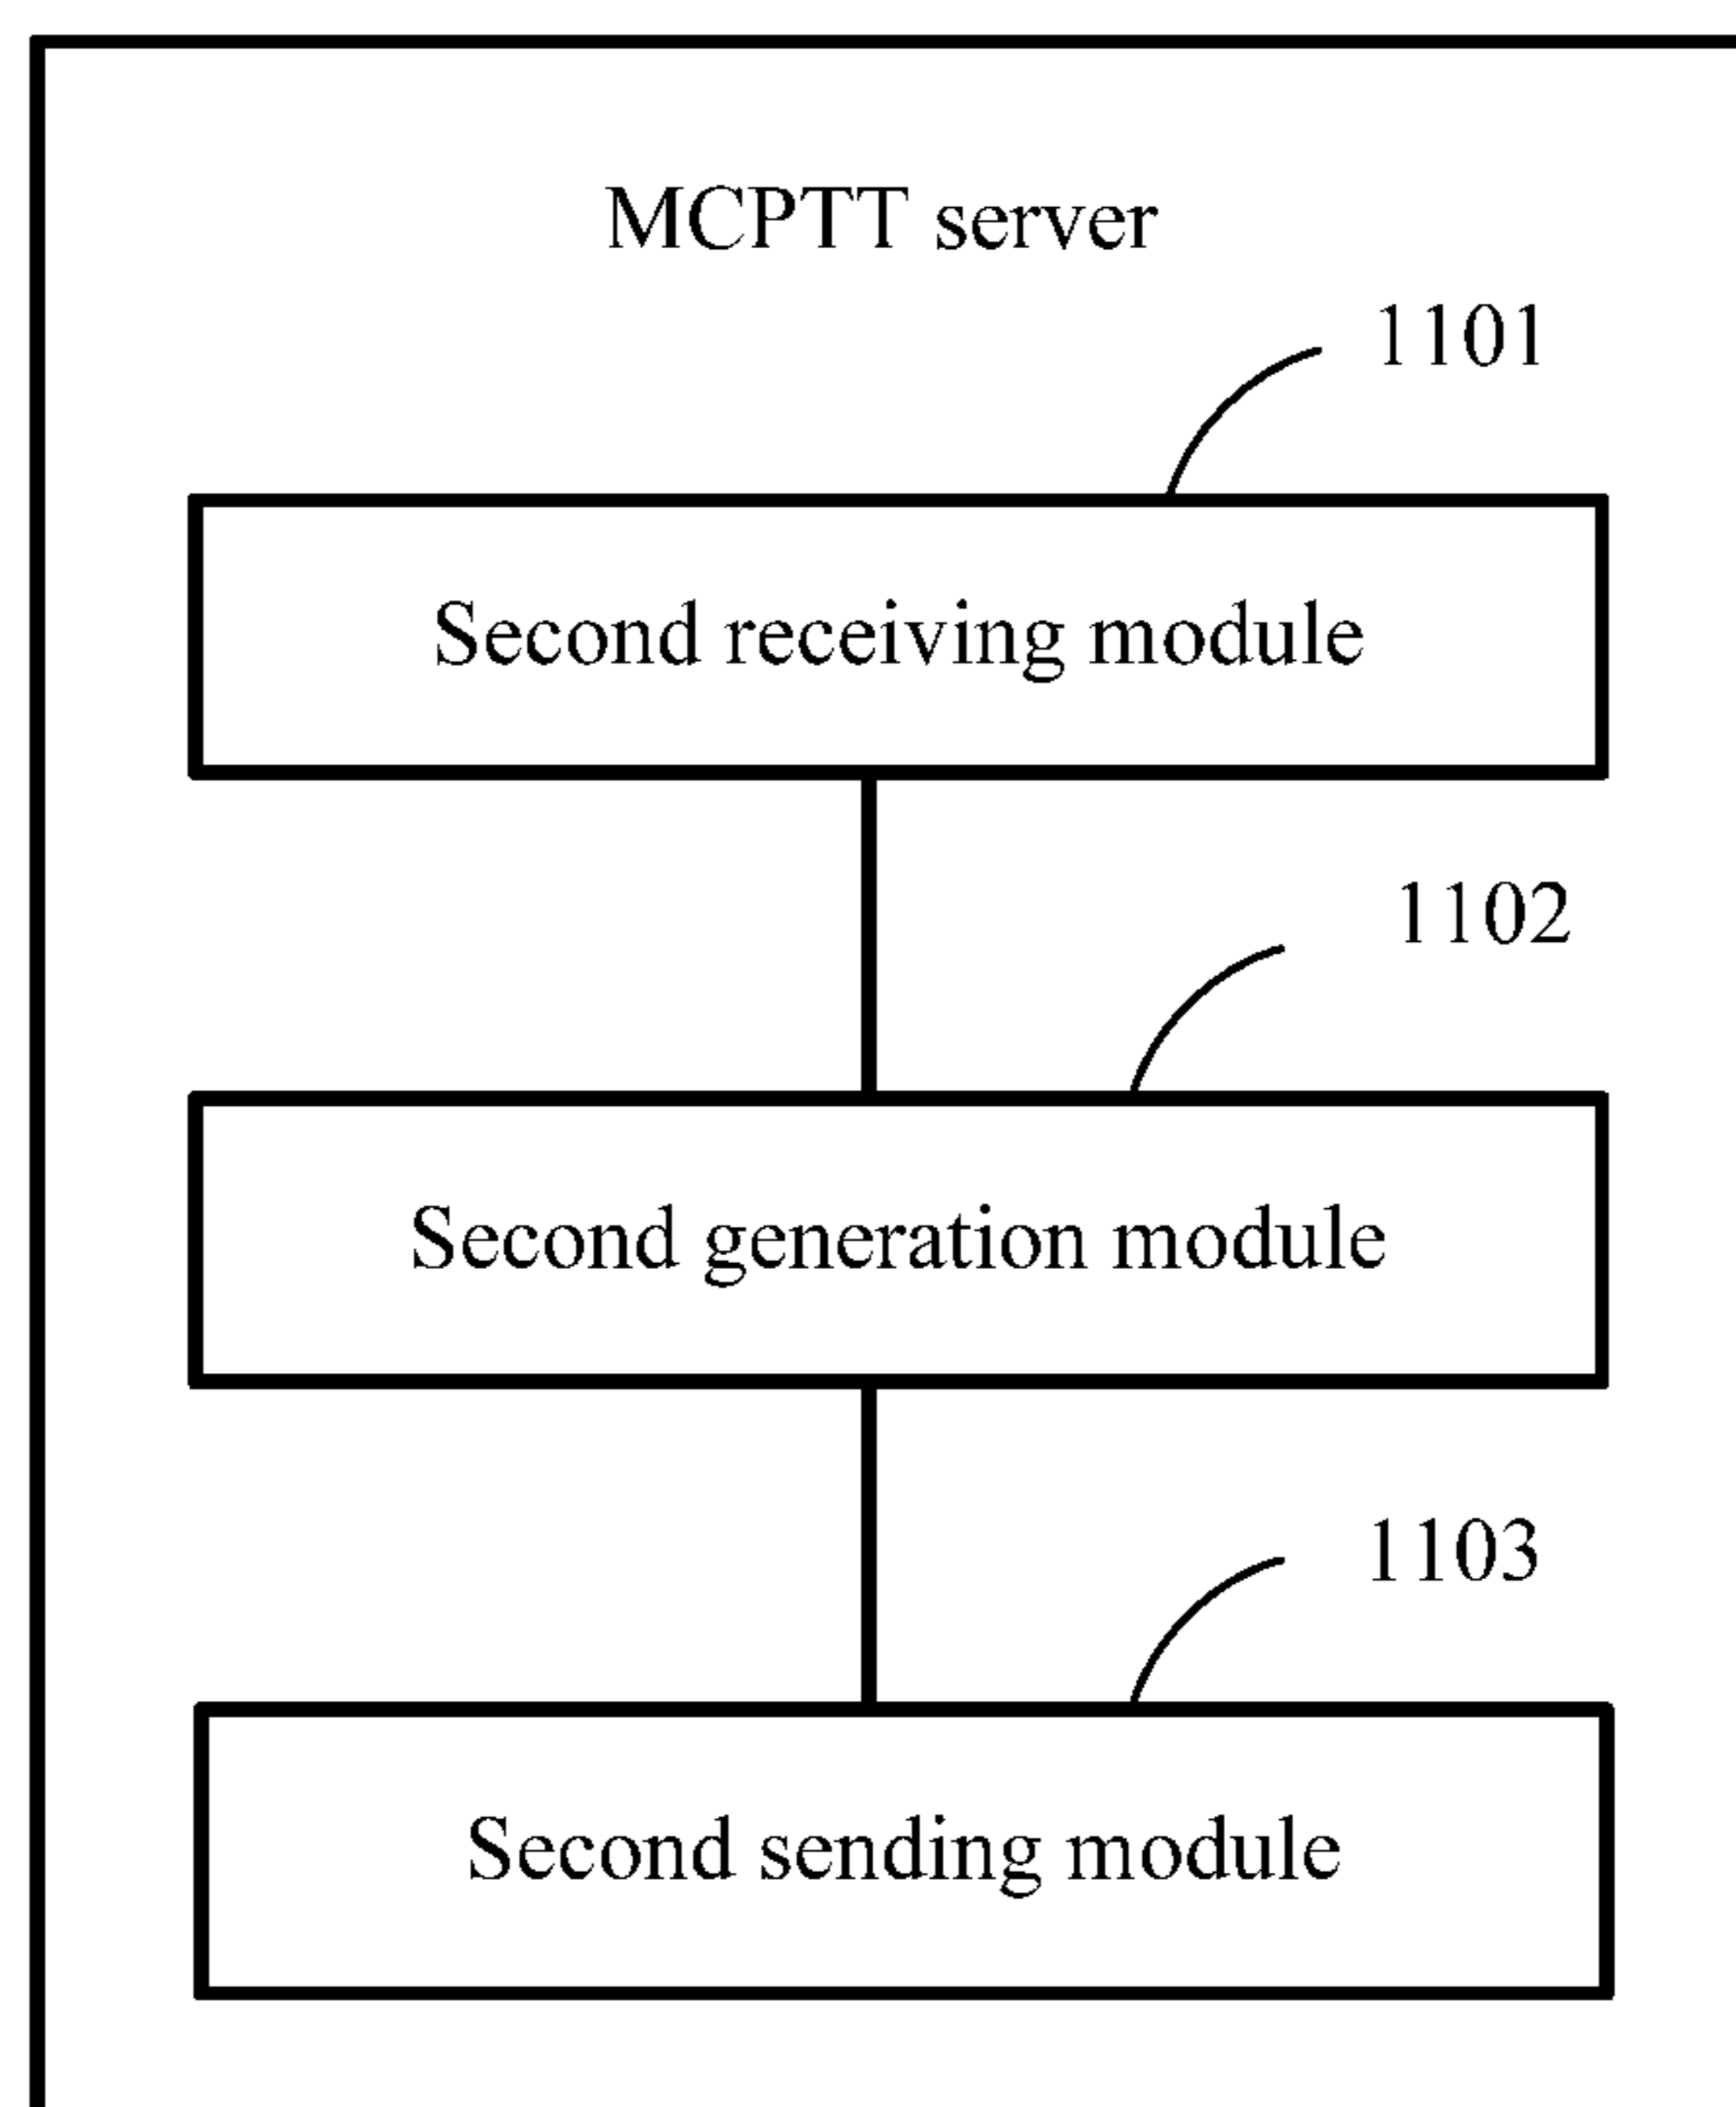 MCPTT server
1101
Second receiving module
1102
Second generation module
1103
Second sending module